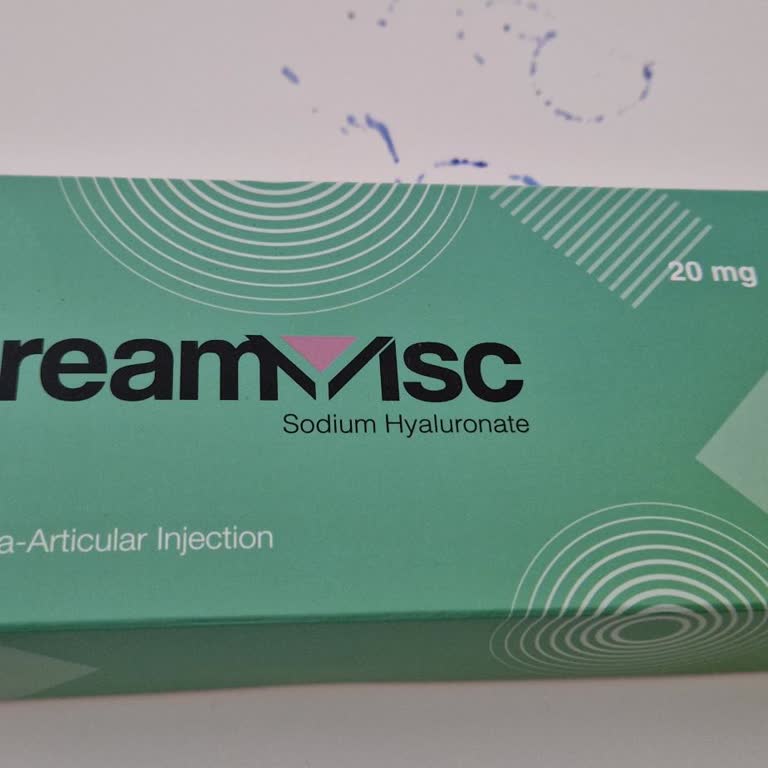 20 mg
reamVisc
Sodium Hyaluronate
a-Articular Injection